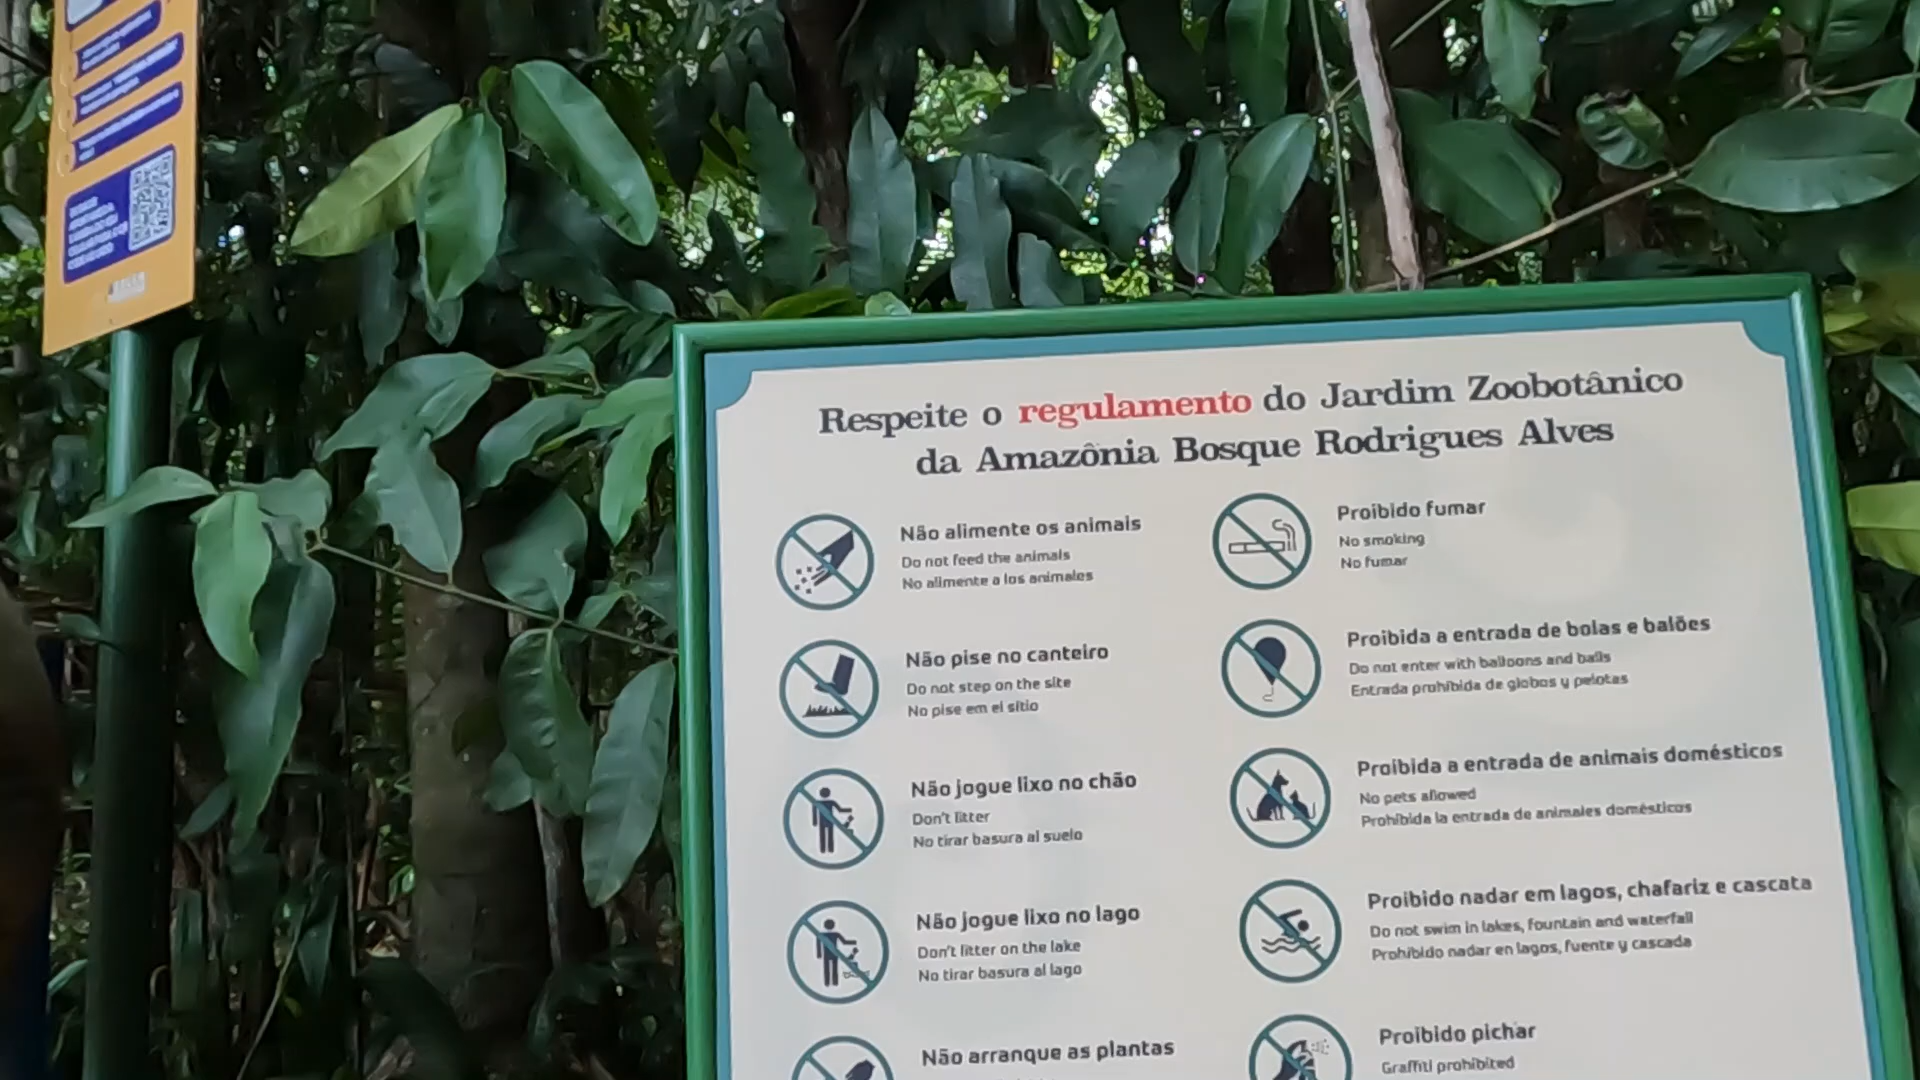 Respeite o regulamento do Jardim Zoobotânico
da Amazônia Bosque Rodrigues Alves
Não alimente os animais
Do not feed the animals
No alimente a los animales
Não pise no canteiro
Do not step on the site
No pise em el sítio
Não jogue lixo no chão
Don't litter
No tirar basura al suelo
Não jogue lixo no lago
Don't litter on the lake
No tirar basura al lago
Não arranque as plantas
Proibido fumar
No smoking
No fumar
Proibida a entrada de bolas e balões
Do not enter with balloons and balls
Entrada prohibida de globos y pelotas
Proibida a entrada de animais domésticos
No pets allowed
Prohibida la entrada de animales domésticos
Proibido nadar em lagos, chafariz e cascata
Do not swim in lakes, fountain and waterfall
Prohibido nadar en lagos, fuente y cascada
Proibido pichar
Graffiti prohibited